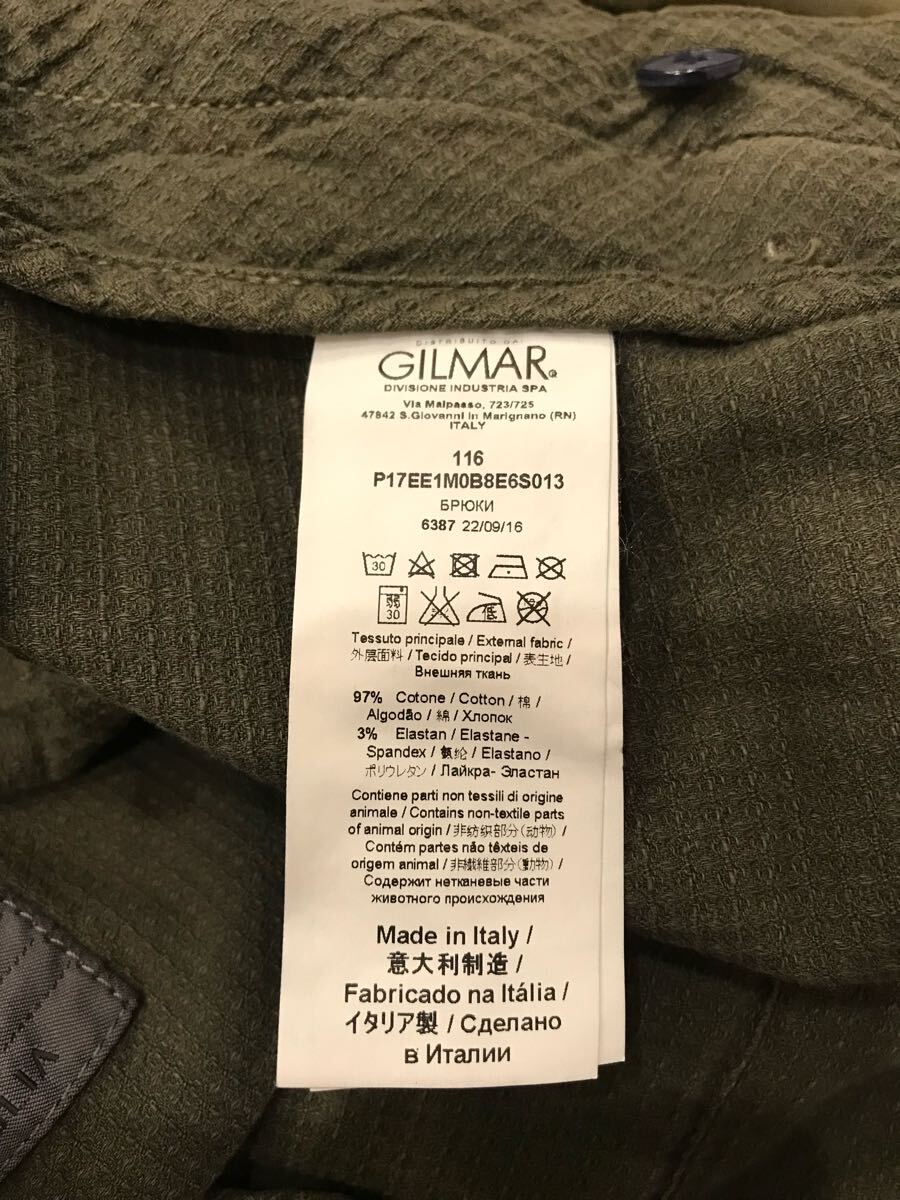 DISTRIBUITO DA:
GILMAR®
DIVISIONE INDUSTRIA SPA
Via Malpasso, 723/725
47842 S.Giovanni in Marignano (RN)
ITALY
116
P17EE1M0B8E6S013
БРЮКИ
6387 22/09/16
30
弱
30
低
Tessuto principale / External fabric /
外层面料 / Tecido principal / 表生地 /
Внешняя ткань
97% Cotone / Cotton / 棉 /
Algodão / 綿 / Хлопок
3% Elastan / Elastane -
Spandex / 氨纶 / Elastano /
ポリウレタン / Лайкра- Эластан
Contiene parti non tessili di origine
animale / Contains non-textile parts
of animal origin / 非纺织部分(动物) /
Contém partes não têxteis de
origem animal / 非繊維部分(動物) /
Содержит нетканевые части
животного происхождения
Made in Italy /
意大利制造 /
Fabricado na Itália /
イタリア製 / Сделано
в Италии